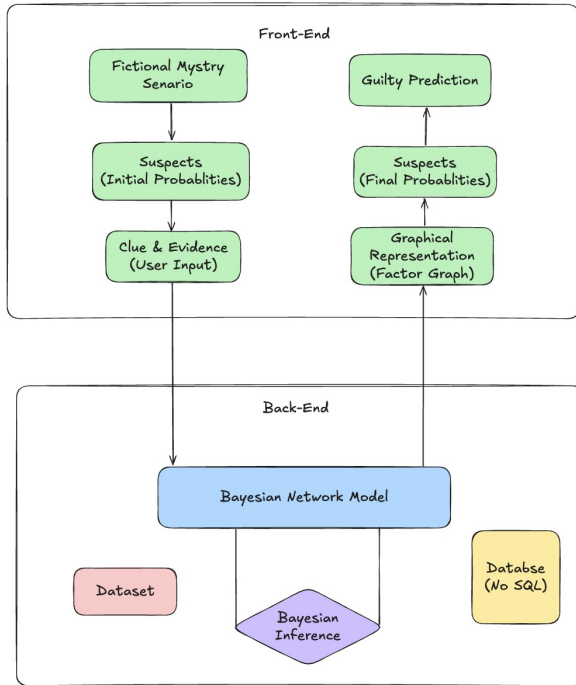 Front-End
Fictional Mystry
Senario
Suspects
(Initial Probablities)
Clue & Evidence
(User Input)
Guilty Prediction
Suspects
(Final Probablities)
Graphical
Representation
(Factor Graph)
Back-End
Bayesian Network Model
Dataset
Bayesian
Inference
Databse
(No SQL)